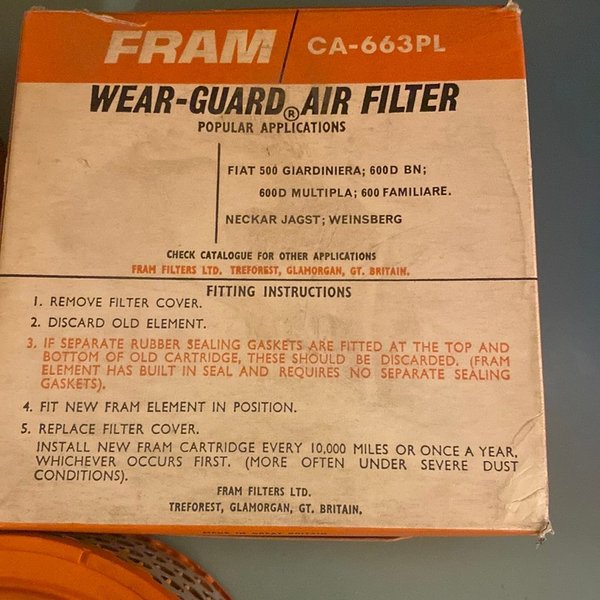 FRAM CA-663PL
WEAR-GUARD® AIR FILTER
POPULAR APPLICATIONS
FIAT 500 GIARDINIERA; 600D BN;
600D MULTIPLA; 600 FAMILIARE.
NECKAR JAGST; WEINSBERG
CHECK CATALOGUE FOR OTHER APPLICATIONS
FRAM FILTERS LTD. TREFOREST, GLAMORGAN, GT. BRITAIN.
FITTING INSTRUCTIONS
1. REMOVE FILTER COVER.
2. DISCARD OLD ELEMENT.
3. IF SEPARATE RUBBER SEALING GASKETS ARE FITTED AT THE TOP AND
BOTTOM OF OLD CARTRIDGE, THESE SHOULD BE DISCARDED. (FRAM
ELEMENT HAS BUILT IN SEAL AND REQUIRES NO SEPARATE SEALING
GASKETS).
4. FIT NEW FRAM ELEMENT IN POSITION.
5. REPLACE FILTER COVER.
INSTALL NEW FRAM CARTRIDGE EVERY 10,000 MILES OR ONCE A YEAR,
WHICHEVER OCCURS FIRST. (MORE OFTEN UNDER SEVERE DUST
CONDITIONS).
FRAM FILTERS LTD.
TREFOREST, GLAMORGAN, GT. BRITAIN.
MADE IN GREAT BRITAIN